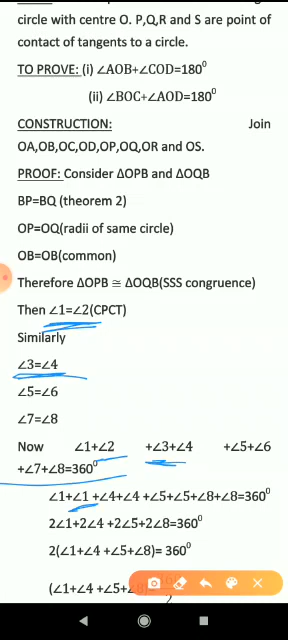 circle with centre O. P,Q,R and S are point of
contact of tangents to a circle.
TO PROVE: (i) ∠AOB+∠COD=180⁰
(ii) ∠BOC+∠AOD=180⁰
CONSTRUCTION: Join
OA,OB,OC,OD,OP,OQ,OR and OS.
PROOF: Consider ΔOPB and ΔOQB
BP=BQ (theorem 2)
OP=OQ(radii of same circle)
OB=OB(common)
Therefore ΔOPB ≅ ΔOQB(SSS congruence)
Then ∠1=∠2(CPCT)
Similarly
∠3=∠4
∠5=∠6
∠7=∠8
Now ∠1+∠2 +∠3+∠4 +∠5+∠6
+∠7+∠8=360⁰
∠1+∠1 +∠4+∠4 +∠5+∠5+∠8+∠8=360⁰
2∠1+2∠4 +2∠5+2∠8=360⁰
2(∠1+∠4 +∠5+∠8)= 360⁰
(∠1+∠4 +∠5+∠